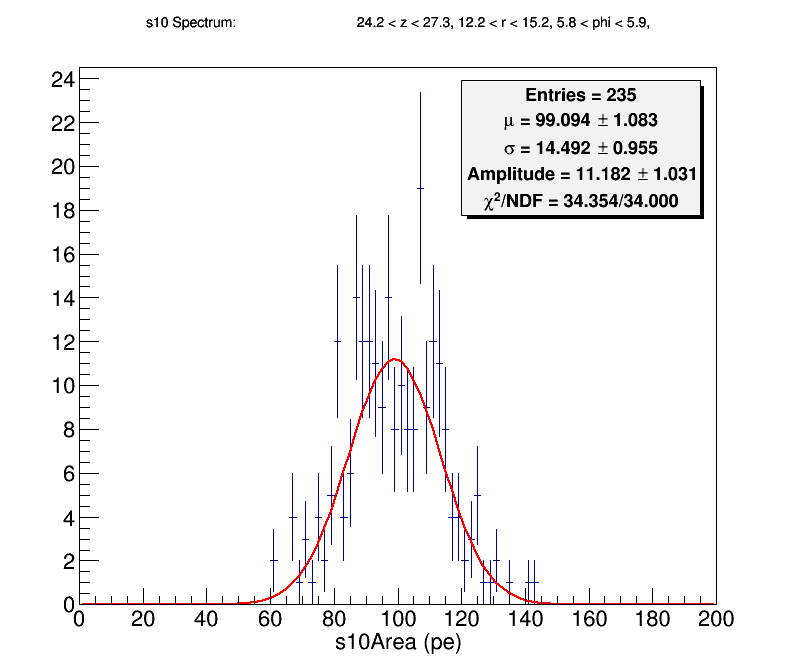 s10 Spectrum: 24.2 < z < 27.3, 12.2 < r < 15.2, 5.8 < phi < 5.9,
Entries = 235
μ = 99.094 ± 1.083
σ = 14.492 ± 0.955
Amplitude = 11.182 ± 1.031
χ²/NDF = 34.354/34.000
24
22
20
18
16
14
12
10
8
6
4
2
0
0 20 40 60 80 100 120 140 160 180 200
s10Area (pe)